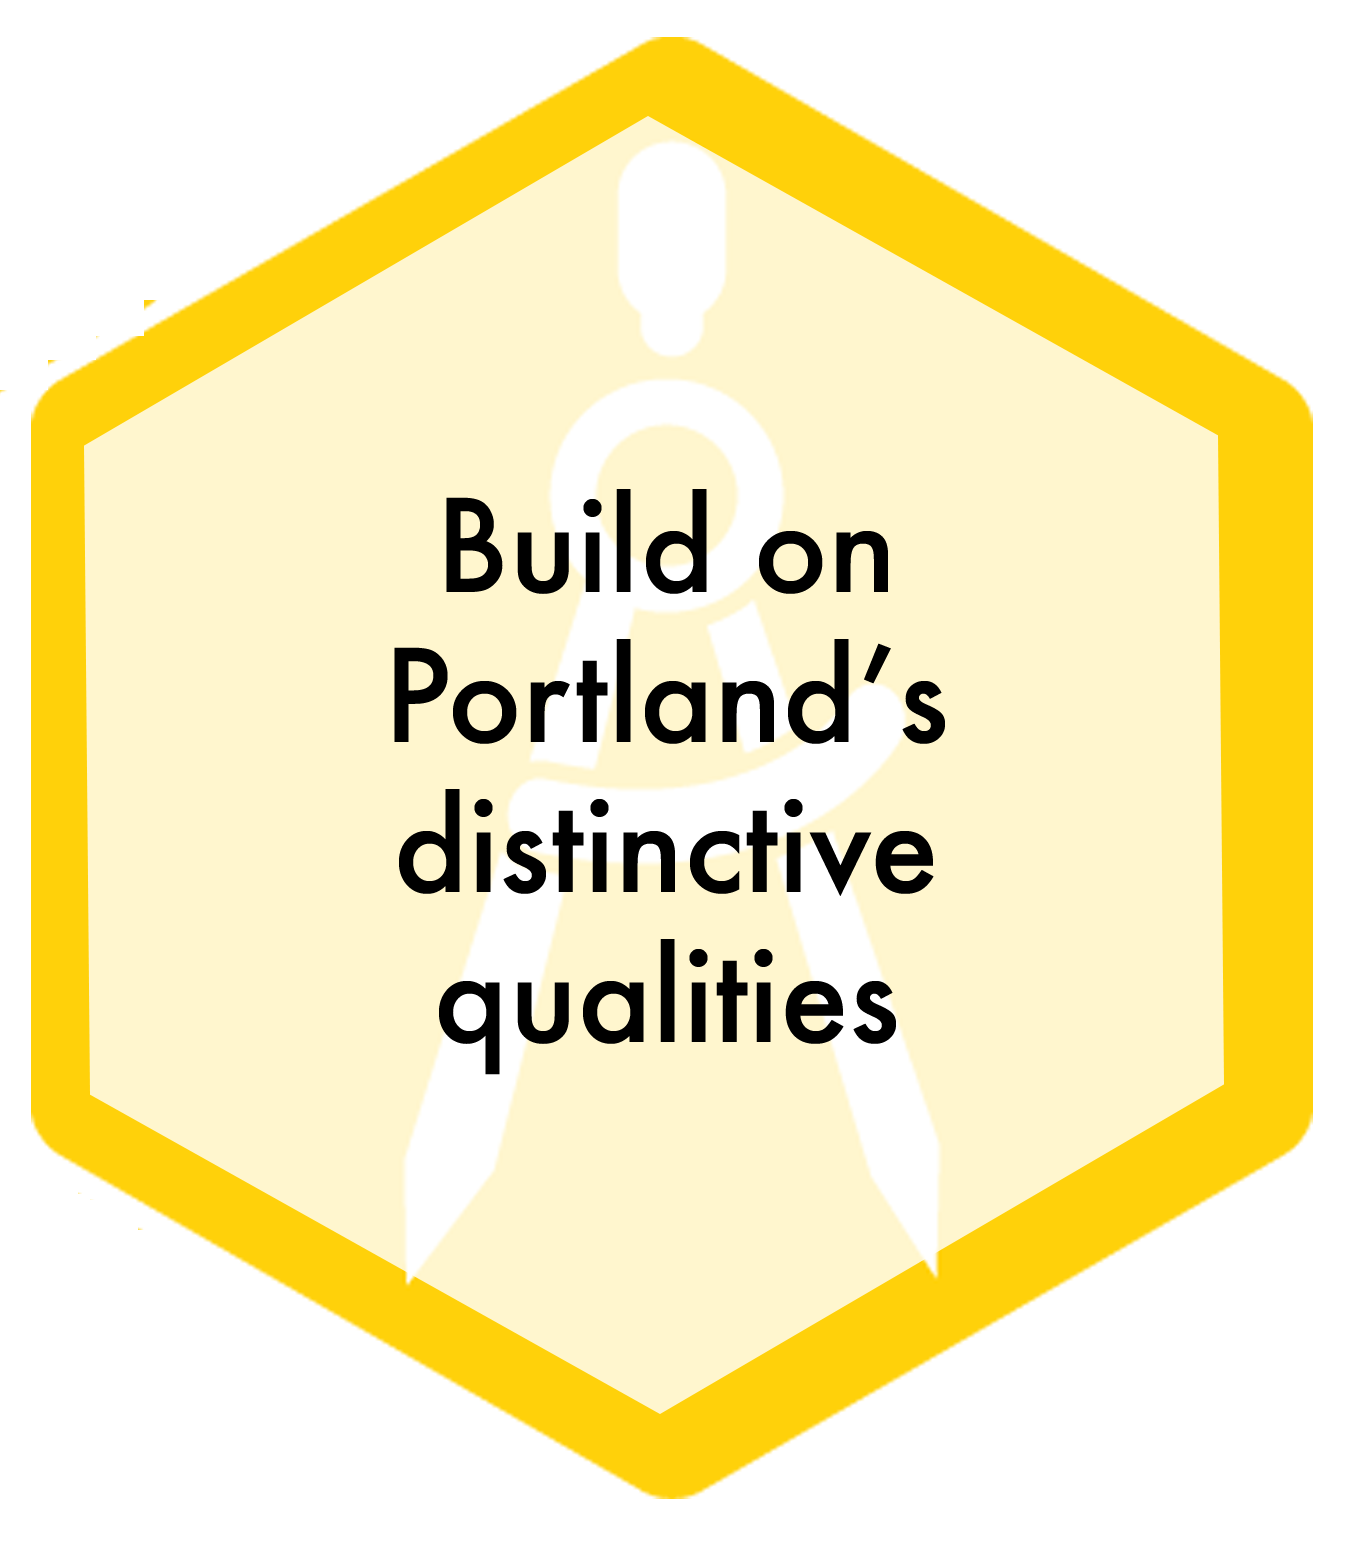 Build on
Portland’s
distinctive
qualities